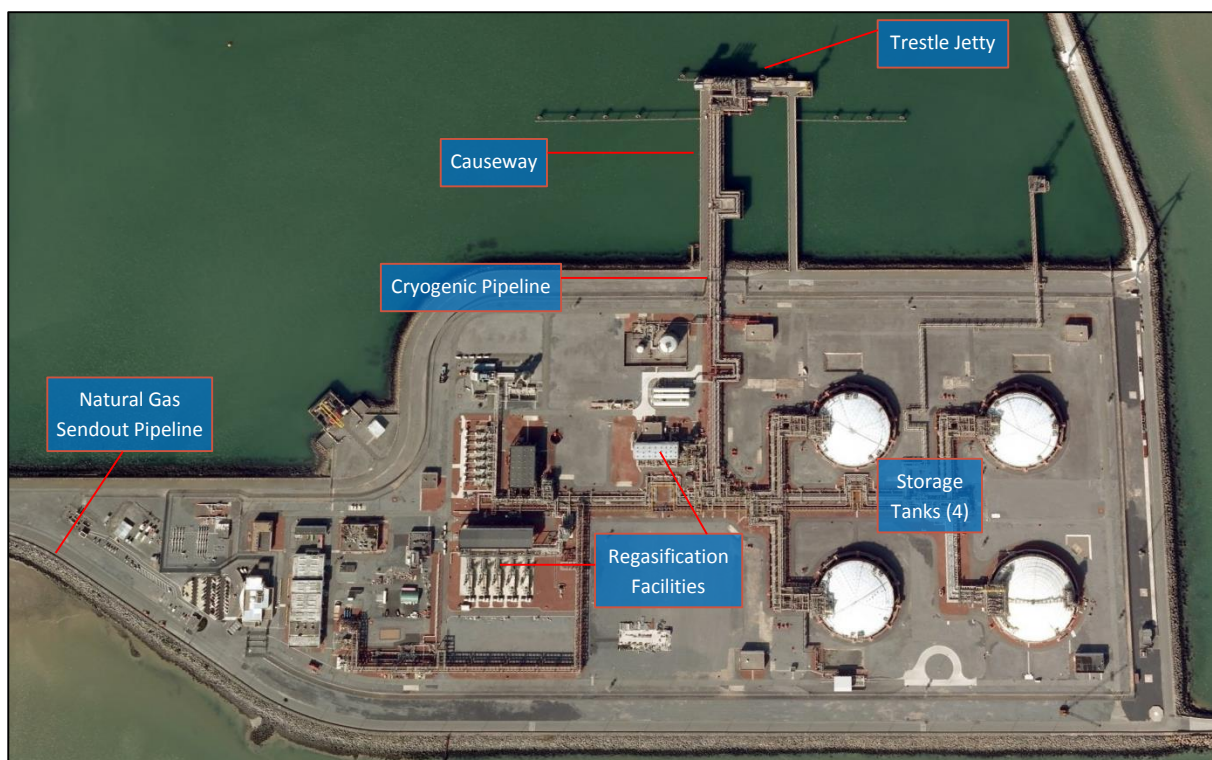 Trestle Jetty
Causeway
Cryogenic Pipeline
Natural Gas
Sendout Pipeline
Storage
Tanks (4)
Regasification
Facilities